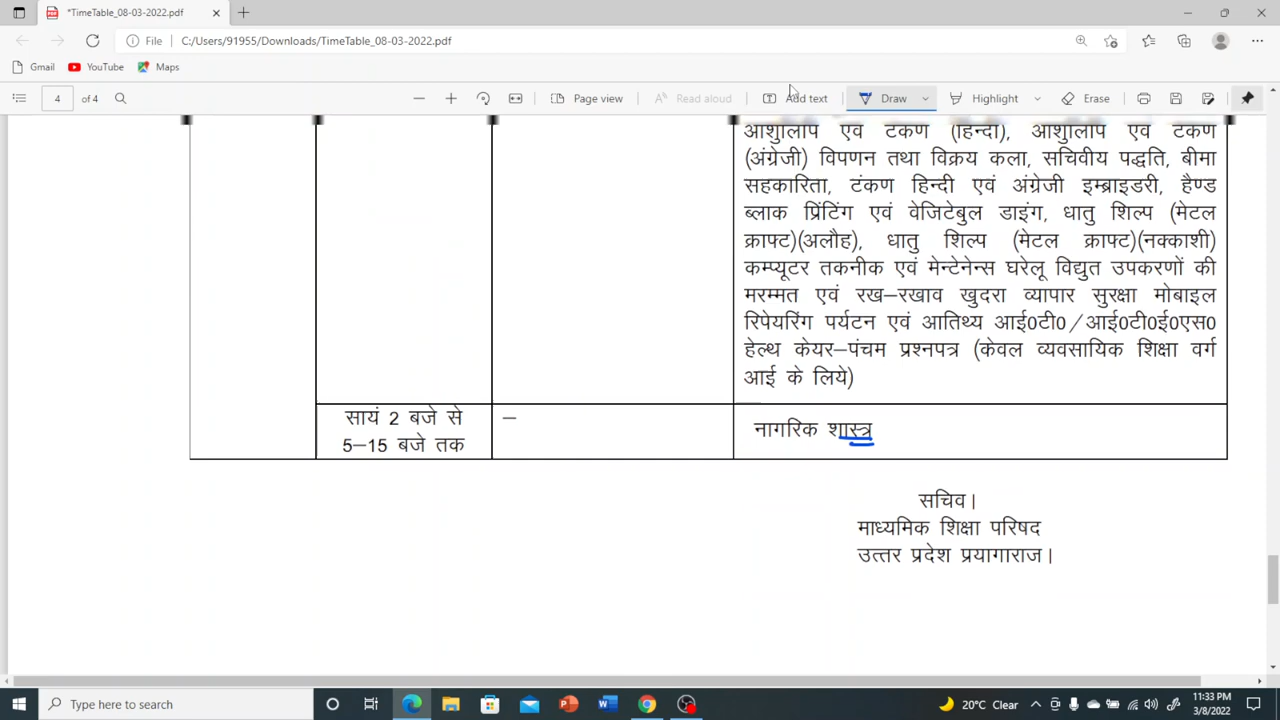 *TimeTable_08-03-2022.pdf
File C:/Users/91955/Downloads/TimeTable_08-03-2022.pdf
Gmail YouTube Maps
4 of 4 Page view Read aloud Add text Draw Highlight Erase
आशुलिपि एवं टंकण (हिन्दी), आशुलिपि एवं टंकण
(अंग्रेजी) विपणन तथा विक्रय कला, सचिवीय पद्धति, बीमा
सहकारिता, टंकण हिन्दी एवं अंग्रेजी इम्ब्राइडरी, हैण्ड
ब्लाक प्रिंटिंग एवं वेजिटेबुल डाइंग, धातु शिल्प (मेटल
क्राफ्ट)(अलौह), धातु शिल्प (मेटल क्राफ्ट)(नक्काशी)
कम्प्यूटर तकनीक एवं मेन्टेनेन्स घरेलू विद्युत उपकरणों की
मरम्मत एवं रख–रखाव खुदरा व्यापार सुरक्षा मोबाइल
रिपेयरिंग पर्यटन एवं आतिथ्य आई0टी0/आई0टी0ई0एस0
हेल्थ केयर–पंचम प्रश्नपत्र (केवल व्यवसायिक शिक्षा वर्ग
आई के लिये)
सायं 2 बजे से
5–15 बजे तक
–
नागरिक शास्त्र
सचिव।
माध्यमिक शिक्षा परिषद
उत्तर प्रदेश प्रयागाराज।
Type here to search 20°C Clear 11:33 PM
3/8/2022